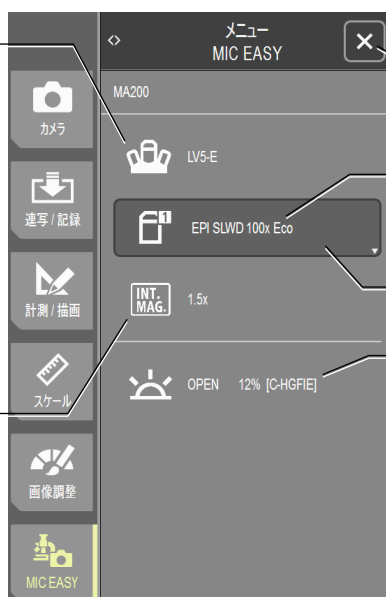 メニュー
MIC EASY
MA200
カメラ
LV5-E
1
EPI SLWD 100x Eco
連写 / 記録
INT.
MAG.
1.5x
計測 / 描画
OPEN 12% [C-HGFIE]
スケール
画像調整
MIC EASY